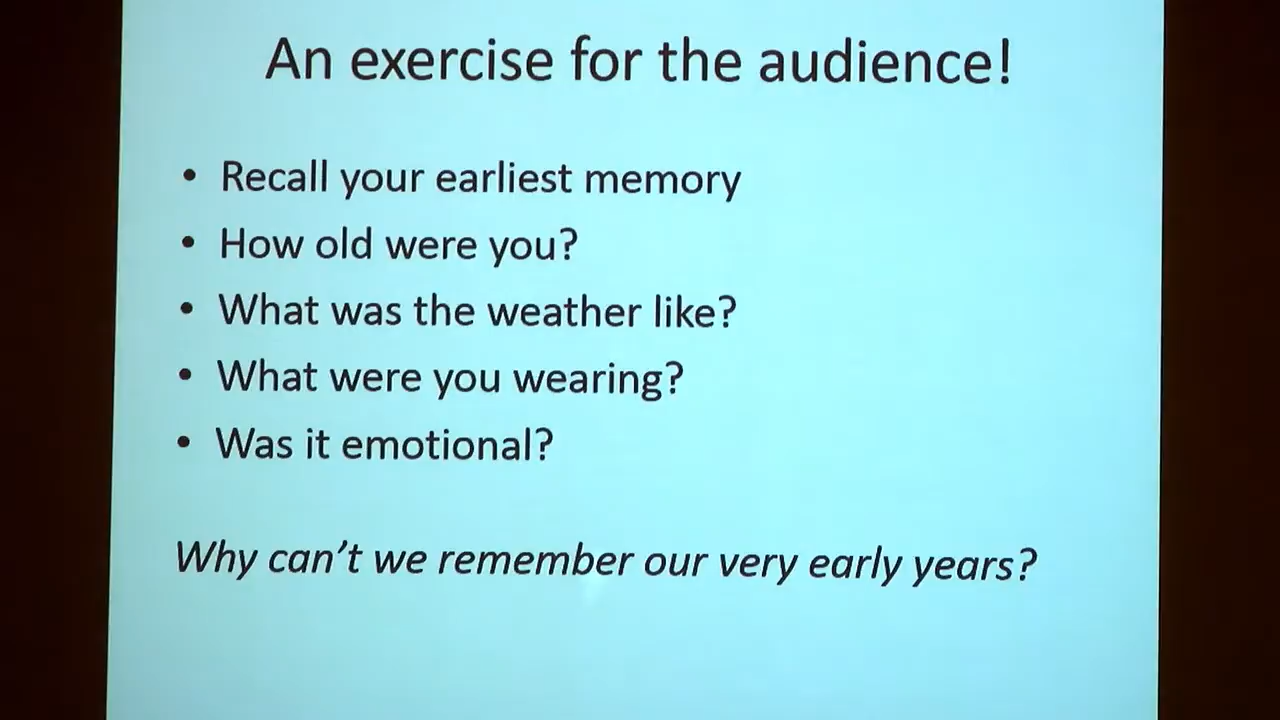 An exercise for the audience!
• Recall your earliest memory
• How old were you?
• What was the weather like?
• What were you wearing?
• Was it emotional?
Why can't we remember our very early years?